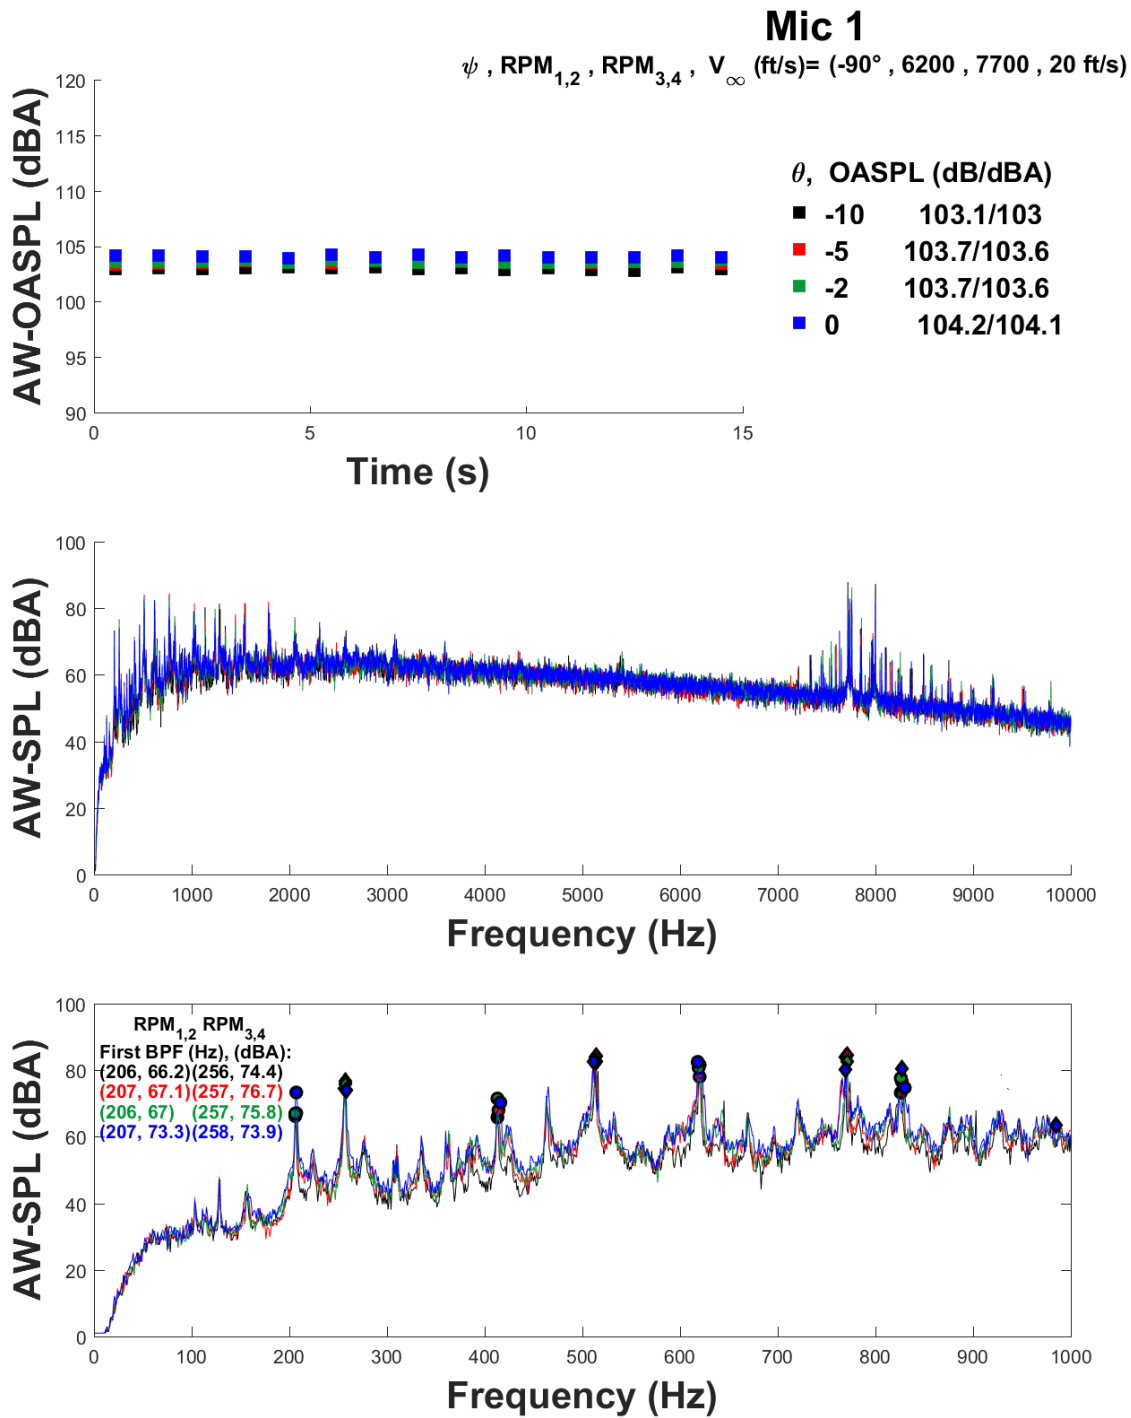 Mic 1
ψ , RPM1,2 , RPM3,4 , V∞ (ft/s)= (-90° , 6200 , 7700 , 20 ft/s)
120
115
110
105
100
95
90
AW-OASPL (dBA)
0 5 10 15
Time (s)
θ, OASPL (dB/dBA)
-10 103.1/103
-5 103.7/103.6
-2 103.7/103.6
0 104.2/104.1
100
80
60
40
20
0
AW-SPL (dBA)
0 1000 2000 3000 4000 5000 6000 7000 8000 9000 10000
Frequency (Hz)
100
80
60
40
20
0
AW-SPL (dBA)
RPM1,2 RPM3,4
First BPF (Hz), (dBA):
(206, 66.2)(256, 74.4)
(207, 67.1)(257, 76.7)
(206, 67) (257, 75.8)
(207, 73.3)(258, 73.9)
0 100 200 300 400 500 600 700 800 900 1000
Frequency (Hz)